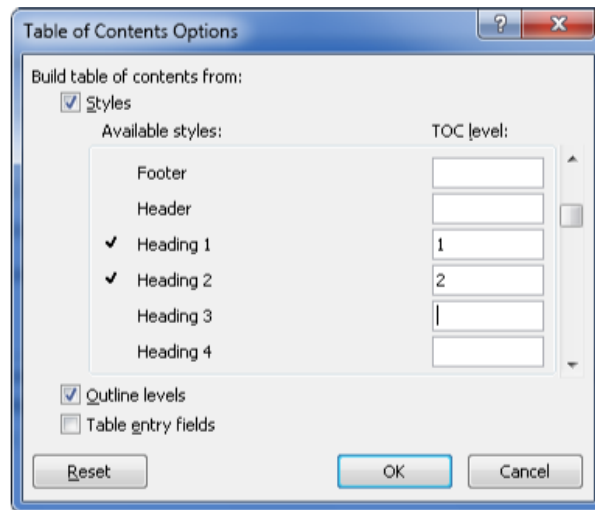 Table of Contents Options
Build table of contents from:
Styles
Available styles: TOC level:
Footer
Header
Heading 1 1
Heading 2 2
Heading 3
Heading 4
Outline levels
Table entry fields
Reset OK Cancel